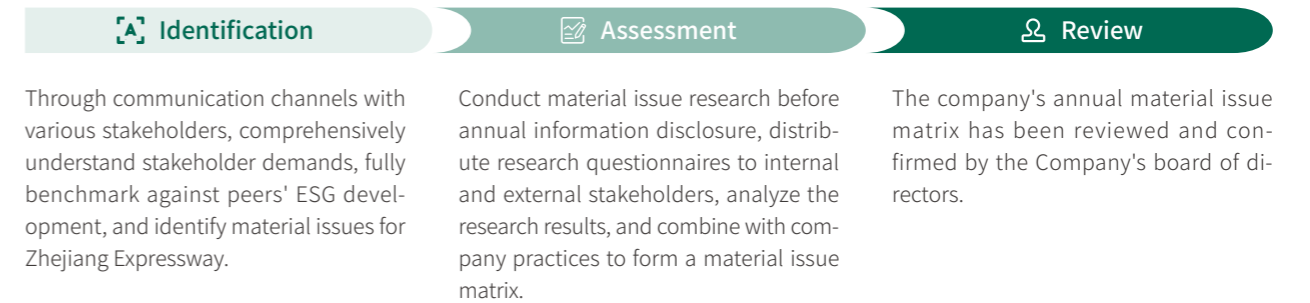 Identification
Through communication channels with
various stakeholders, comprehensively
understand stakeholder demands, fully
benchmark against peers' ESG devel-
opment, and identify material issues for
Zhejiang Expressway.
Assessment
Conduct material issue research before
annual information disclosure, distrib-
ute research questionnaires to internal
and external stakeholders, analyze the
research results, and combine with com-
pany practices to form a material issue
matrix.
Review
The company's annual material issue
matrix has been reviewed and con-
firmed by the Company's board of di-
rectors.